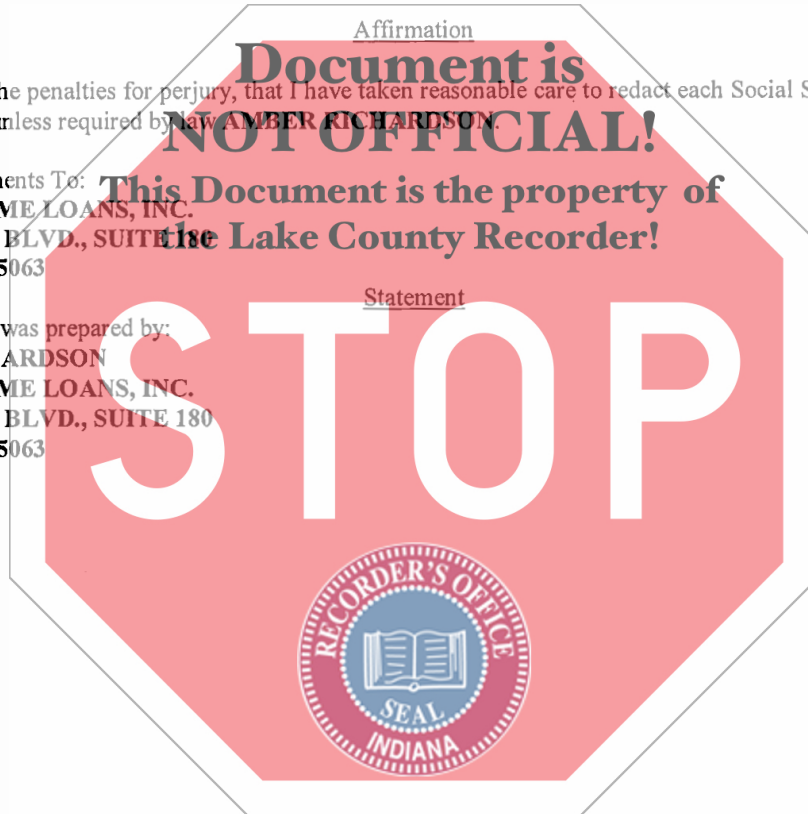 Affirmation
Document is
he penalties for perjury, that I have taken reasonable care to redact each Social S
nless required by law AMBER RICHARDSON.
NOT OFFICIAL!
ents To:
This Document is the property of
ME LOANS, INC.
BLVD., SUITE 180
the Lake County Recorder!
5063
Statement
was prepared by:
ARDSON
ME LOANS, INC.
BLVD., SUITE 180
5063
STOP
RECORDER'S OFFICE
SEAL
INDIANA